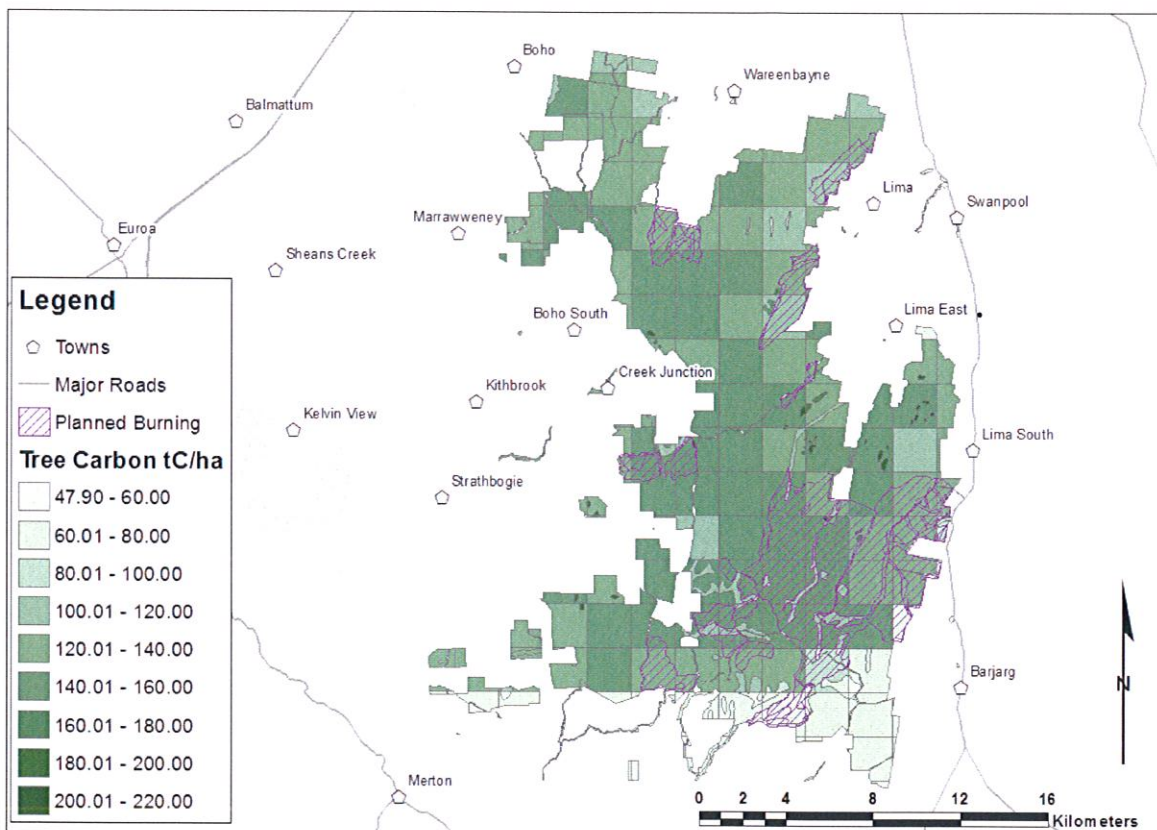 Boho
Wareenbayne
Balmattum
Lima
Swanpool
Marraweeney
Euroa
Sheans Creek
Boho South
Lima East
Creek Junction
Kithbrook
Kelvin View
Lima South
Strathbogie
Barjarg
Merton
Legend
Towns
Major Roads
Planned Burning
Tree Carbon tC/ha
47.90 - 60.00
60.01 - 80.00
80.01 - 100.00
100.01 - 120.00
120.01 - 140.00
140.01 - 160.00
160.01 - 180.00
180.01 - 200.00
200.01 - 220.00
N
0 2 4 8 12 16
Kilometers